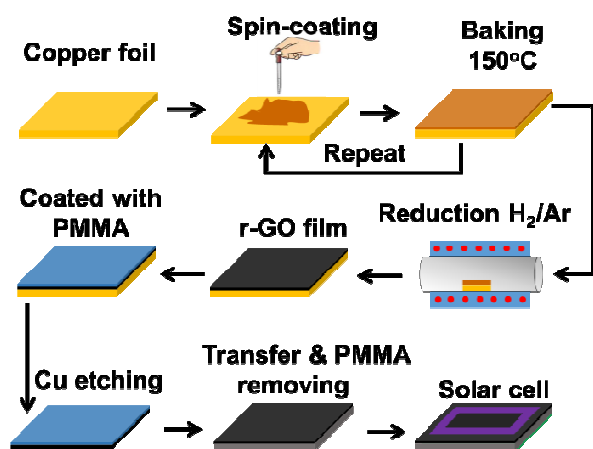 Copper foil
Spin-coating
Baking
150°C
Repeat
Coated with
PMMA
r-GO film
Reduction H₂/Ar
Cu etching
Transfer & PMMA
removing
Solar cell